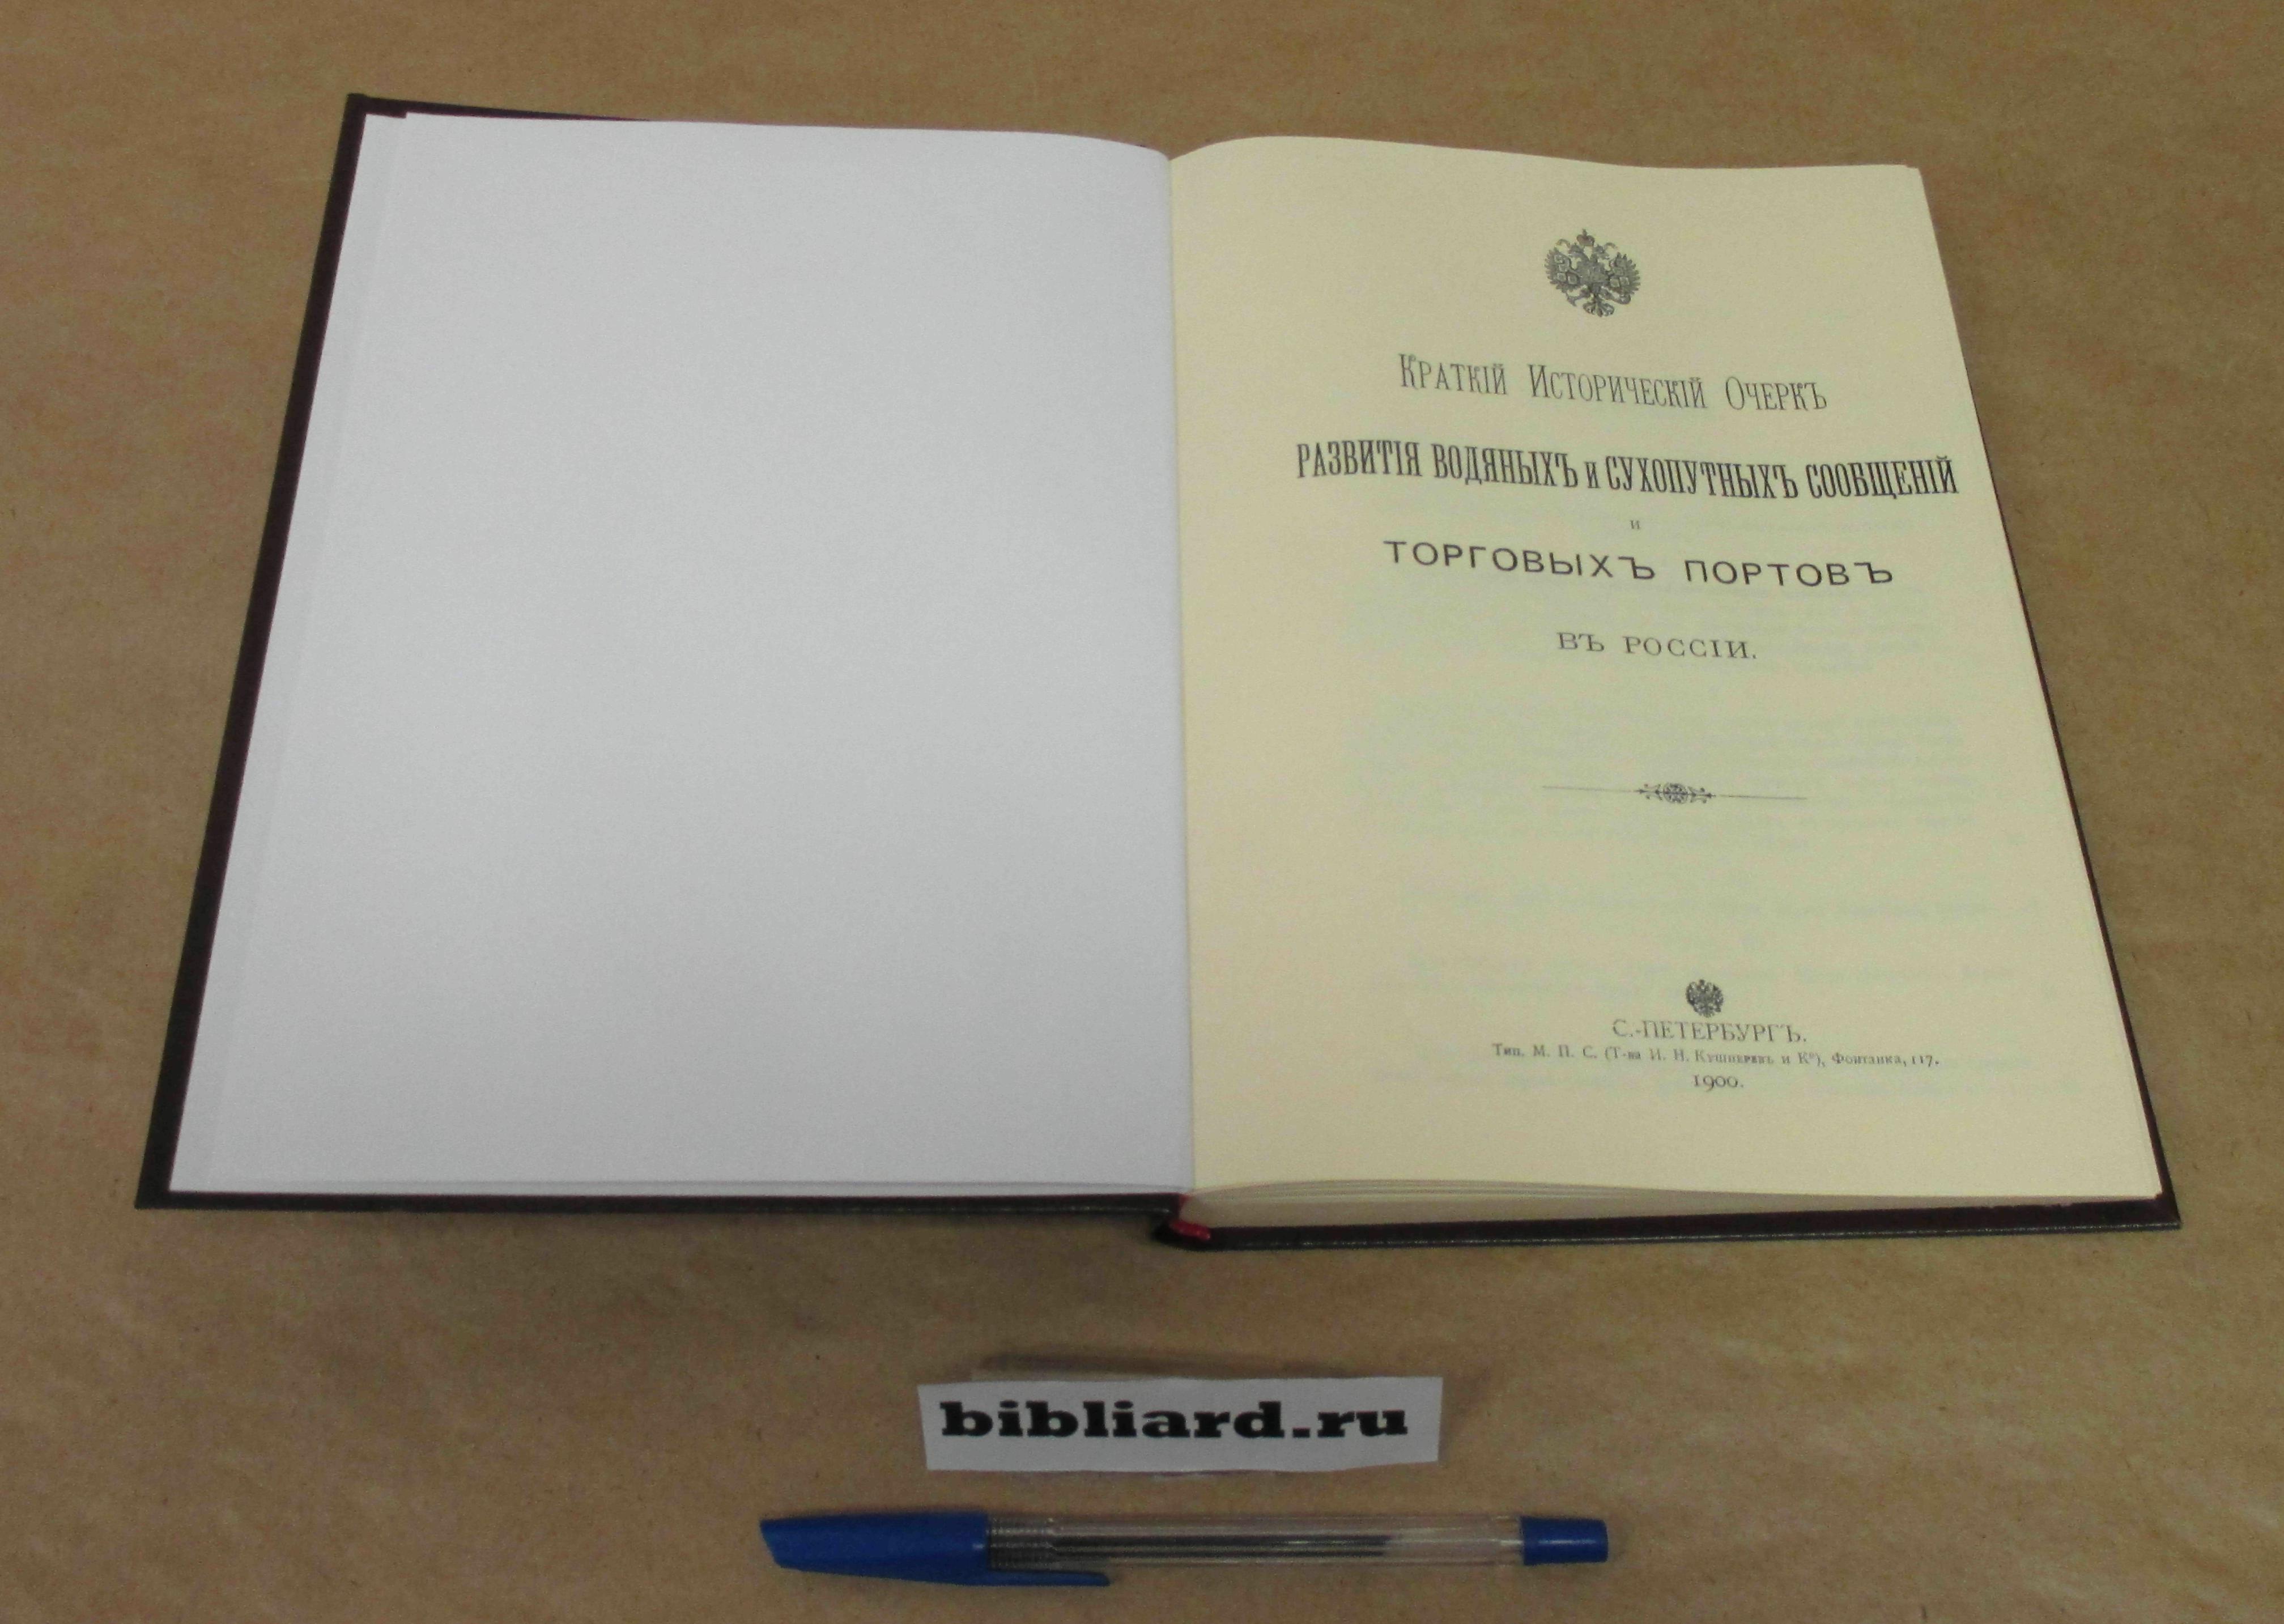 Краткій Историческій Очеркъ
РАЗВИТІЯ ВОДЯНЫХЪ и СУХОПУТНЫХЪ СООБЩЕНІЙ
и
ТОРГОВЫХЪ ПОРТОВЪ
ВЪ РОССІИ.
С.-ПЕТЕРБУРГЪ.
Тип. М. П. С. (Т-ва И. Н. Кушнеревъ и К°), Фонтанка, 117.
1900.
bibliard.ru